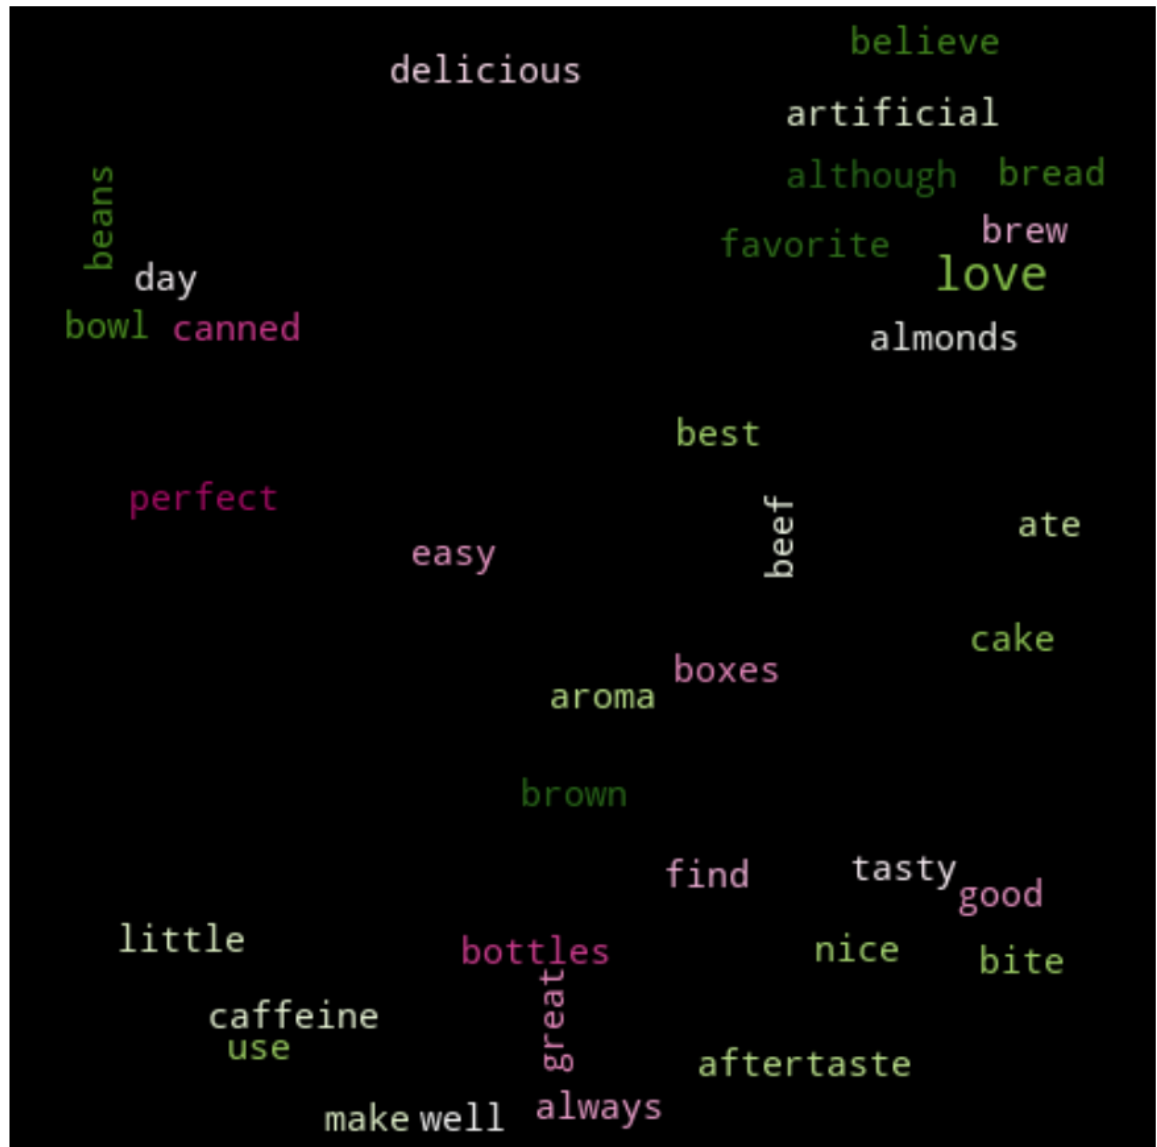 believe
delicious
artificial
although bread
beans
brew
favorite
love
day
bowl canned
almonds
best
perfect
ate
beef
easy
cake
boxes
aroma
brown
tasty
find
good
little
bottles
nice
bite
caffeine
great
use
aftertaste
always
make well